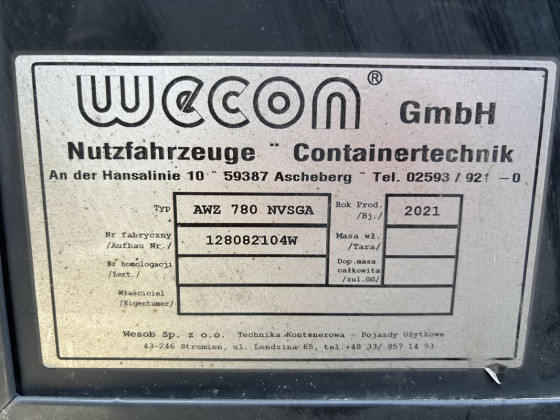 wecon® GmbH
Nutzfahrzeuge ¨ Containertechnik
An der Hansalinie 10 ¨ 59387 Ascheberg ¨ Tel. 02593 / 921 -0
Typ AWZ 780 NVSGA Rok Prod. /Bj./ 2021
Nr fabryczny /Aufbau Nr./ 128082104W Masa wł. /Tara/
Nr homologacji /Zert./ Dop.masa całkowita /zul.GG/
Właściciel /Eigentumer/
Wesob Sp. z o.o. Technika Kontenerowa - Pojazdy Użytkowe
43-246 Strumien, ul. Londzina 65, tel.+48 33/ 857 14 93